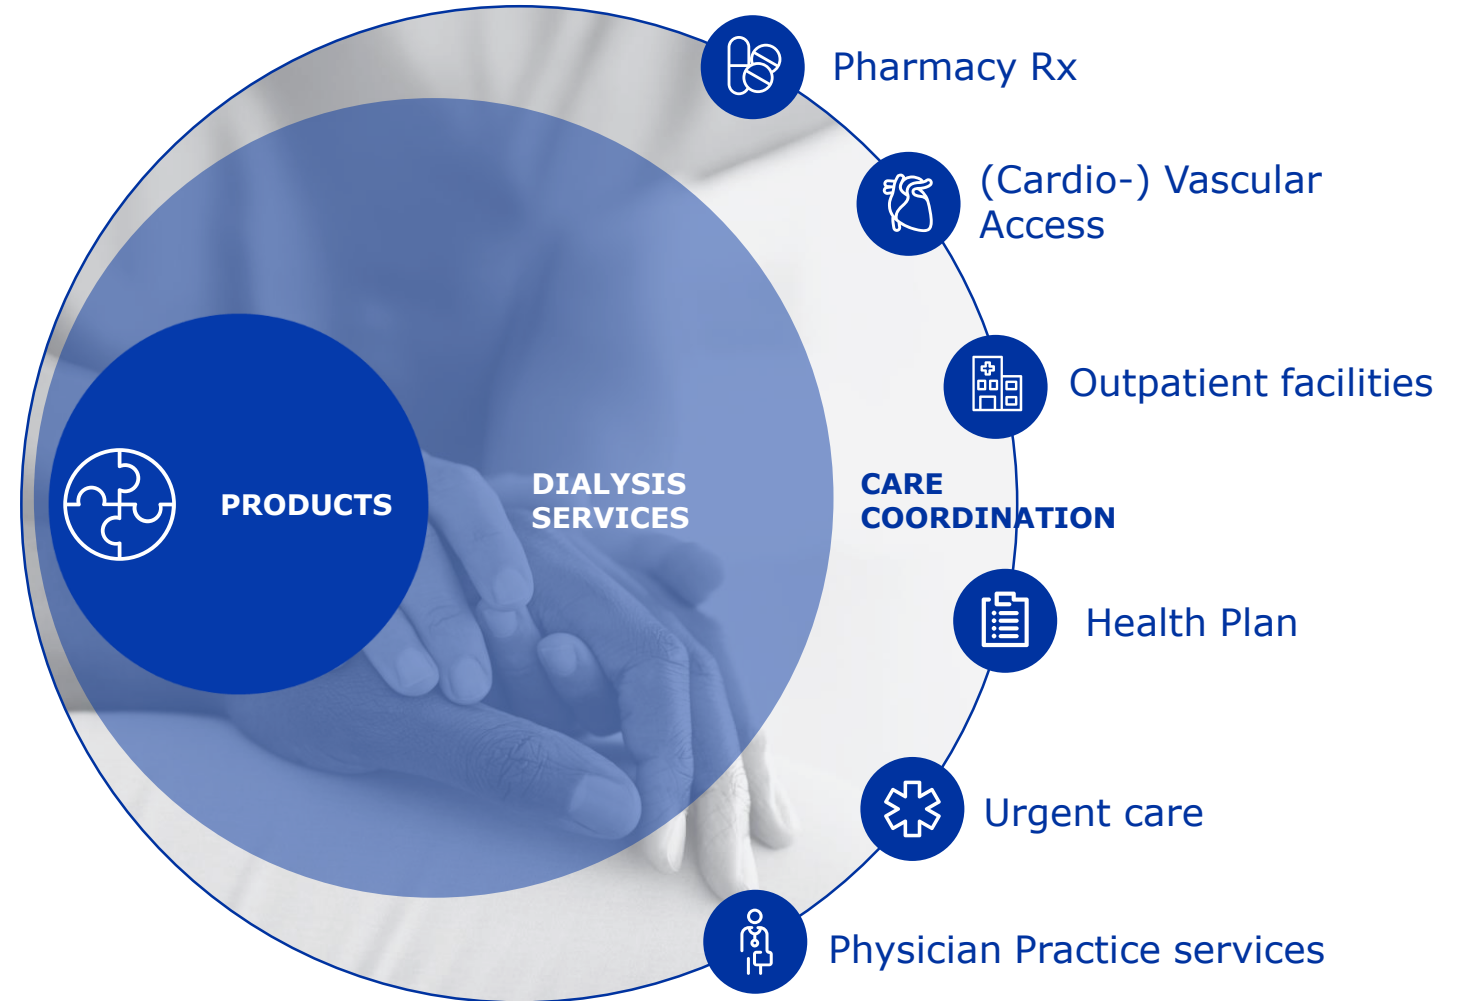 Pharmacy Rx
(Cardio-) Vascular
Access
Outpatient facilities
PRODUCTS
DIALYSIS
SERVICES
CARE
COORDINATION
Health Plan
Urgent care
Physician Practice services